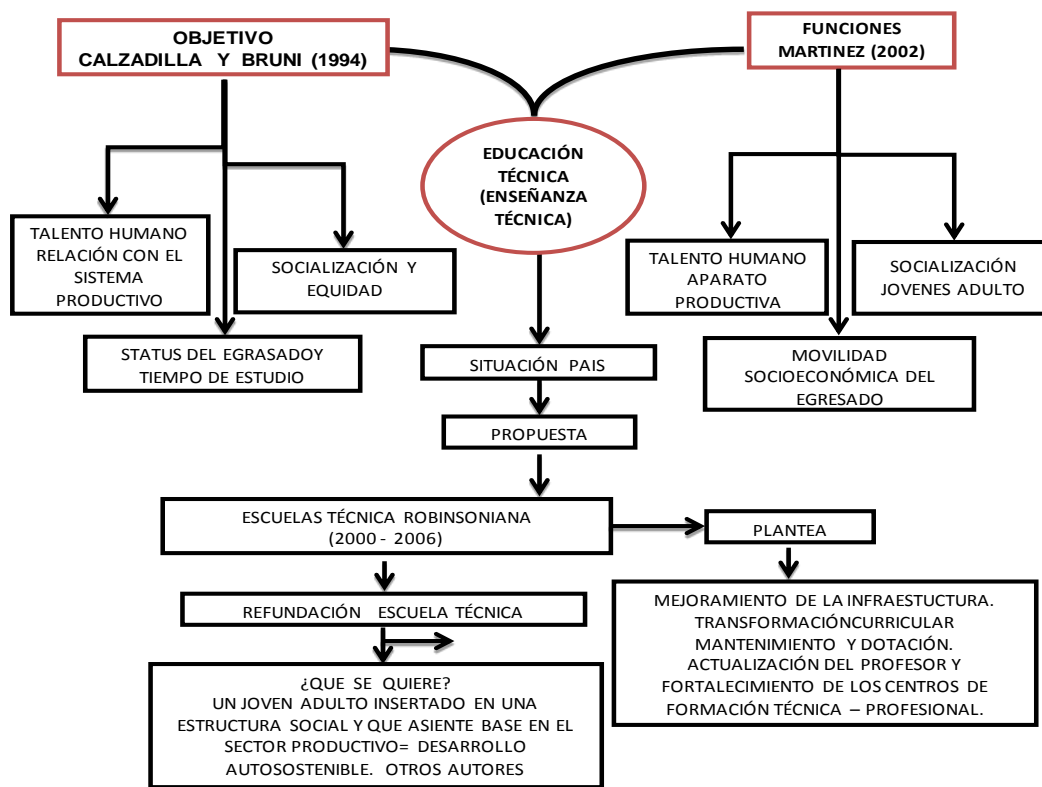 OBJETIVO
CALZADILLA Y BRUNI (1994)
FUNCIONES
MARTINEZ (2002)
EDUCACIÓN
TÉCNICA
(ENSEÑANZA
TÉCNICA)
TALENTO HUMANO
RELACIÓN CON EL
SISTEMA
PRODUCTIVO
SOCIALIZACIÓN Y
EQUIDAD
TALENTO HUMANO
APARATO
PRODUCTIVA
SOCIALIZACIÓN
JOVENES ADULTO
STATUS DEL EGRASADOY
TIEMPO DE ESTUDIO
SITUACIÓN PAIS
MOVILIDAD
SOCIOECONÓMICA DEL
EGRESADO
PROPUESTA
ESCUELAS TÉCNICA ROBINSONIANA
(2000 - 2006)
PLANTEA
REFUNDACIÓN ESCUELA TÉCNICA
MEJORAMIENTO DE LA INFRAESTUCTURA.
TRANSFORMACIÓNCURRICULAR
MANTENIMIENTO Y DOTACIÓN.
ACTUALIZACIÓN DEL PROFESOR Y
FORTALECIMIENTO DE LOS CENTROS DE
FORMACIÓN TÉCNICA – PROFESIONAL.
¿QUE SE QUIERE?
UN JOVEN ADULTO INSERTADO EN UNA
ESTRUCTURA SOCIAL Y QUE ASIENTE BASE EN EL
SECTOR PRODUCTIVO= DESARROLLO
AUTOSOSTENIBLE. OTROS AUTORES